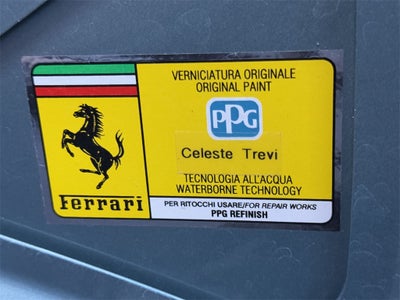 VERNICIATURA ORIGINALE
ORIGINAL PAINT
PPG
Celeste Trevi
TECNOLOGIA ALL'ACQUA
WATERBORNE TECHNOLOGY
Ferrari
PER RITOCCHI USARE/FOR REPAIR WORKS
PPG REFINISH